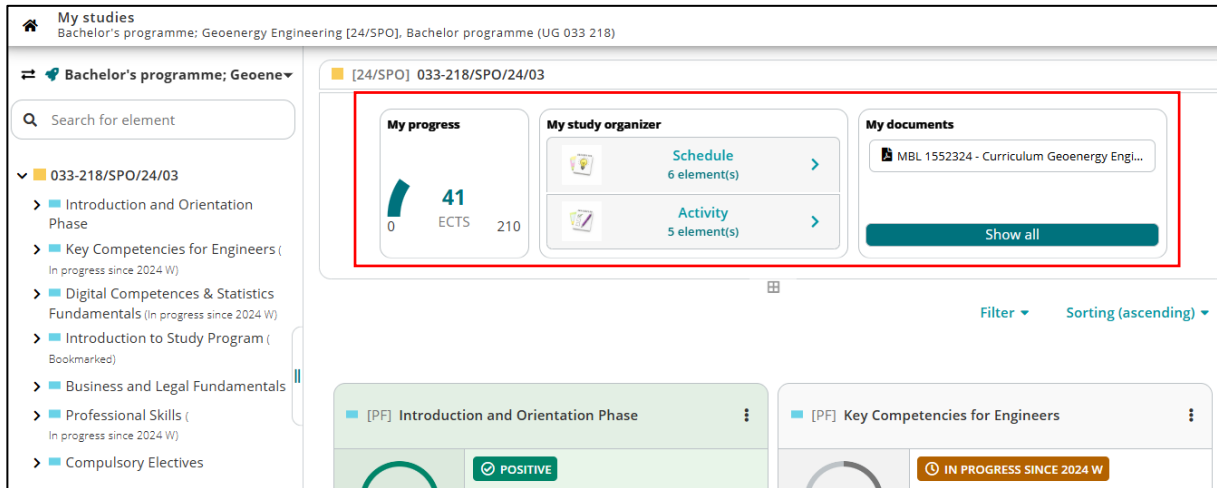 My studies
Bachelor's programme; Geoenergy Engineering [24/SPO], Bachelor programme (UG 033 218)
Bachelor's programme; Geoene
Search for element
033-218/SPO/24/03
Introduction and Orientation
Phase
Key Competencies for Engineers (
In progress since 2024 W)
Digital Competences & Statistics
Fundamentals (In progress since 2024 W)
Introduction to Study Program (
Bookmarked)
Business and Legal Fundamentals
Professional Skills (
In progress since 2024 W)
Compulsory Electives
[24/SPO] 033-218/SPO/24/03
My progress
41
ECTS
0
210
My study organizer
Schedule
6 element(s)
Activity
5 element(s)
My documents
MBL 1552324 - Curriculum Geoenergy Engi...
Show all
Filter
Sorting (ascending)
[PF] Introduction and Orientation Phase
POSITIVE
[PF] Key Competencies for Engineers
IN PROGRESS SINCE 2024 W